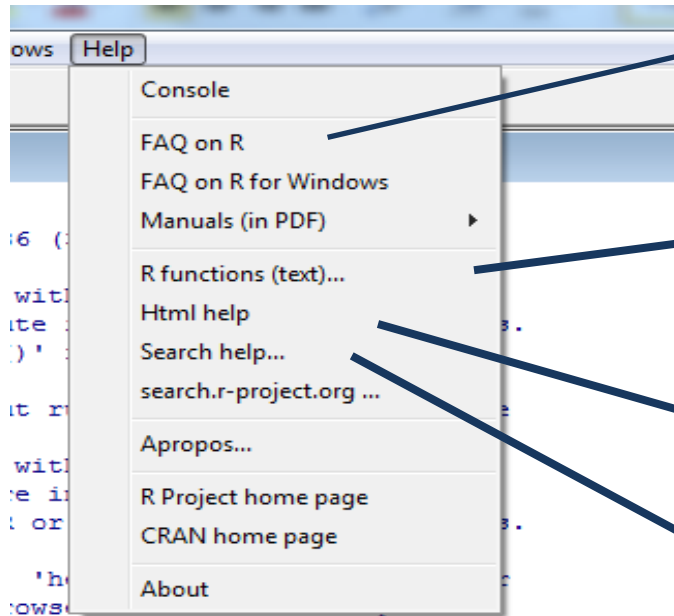 ows Help
Console
FAQ on R
FAQ on R for Windows
Manuals (in PDF)
R functions (text)...
Html help
Search help...
search.r-project.org ...
Apropos...
R Project home page
CRAN home page
About